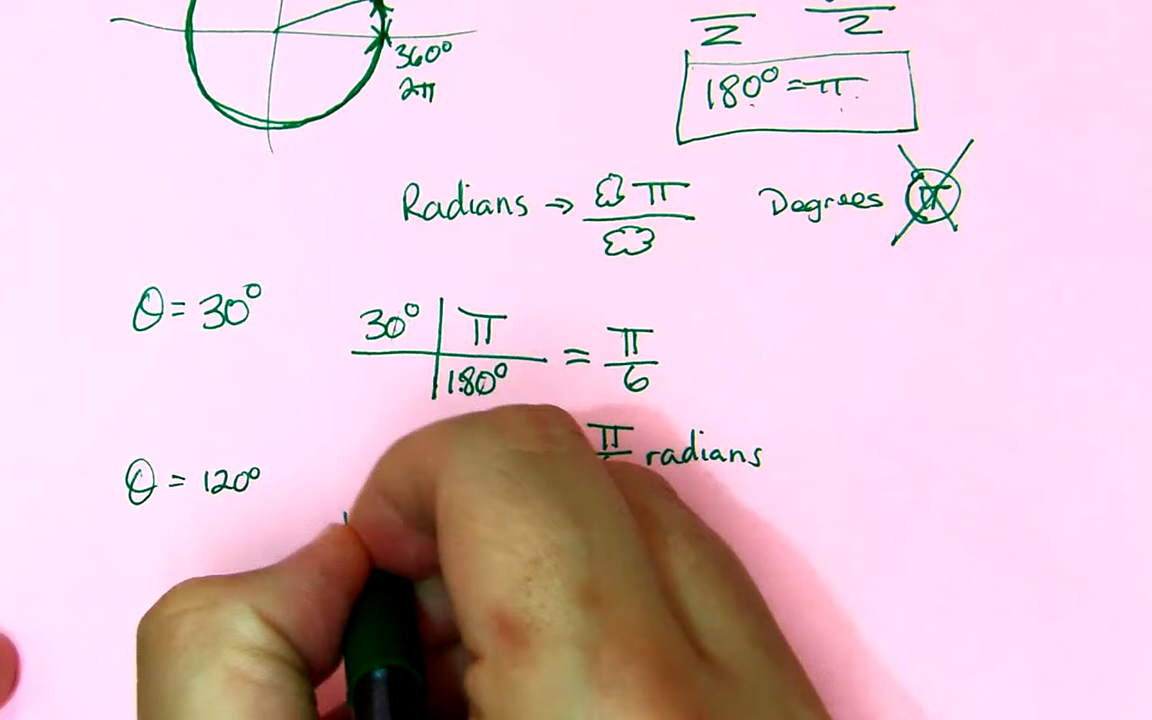 360°
2π
2 2
180° = π
Radians → π Degrees π
θ = 30° 30° | π = π
180° 6
π radians
θ = 120°